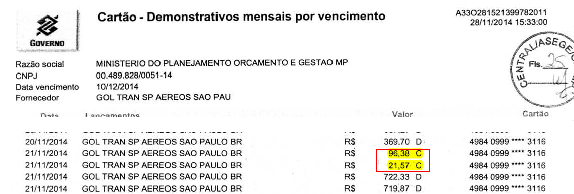 Cartão - Demonstrativos mensais por vencimento
A33O281521399782011
28/11/2014 15:33:00
GOVERNO
Razão social MINISTERIO DO PLANEJAMENTO ORCAMENTO E GESTAO MP
CNPJ 00.489.828/0051-14
Data vencimento 10/12/2014
Fornecedor GOL TRAN SP AEREOS SAO PAU
CENTRAL/ASEGE/
Fls. 25
Data Lançamentos Valor Cartão
20/11/2014 GOL TRAN SP AEREOS SAO PAULO BR R$ 369,70 D 4984 0999 **** 3116
21/11/2014 GOL TRAN SP AEREOS SAO PAULO BR R$ 96,38 C 4984 0999 **** 3116
21/11/2014 GOL TRAN SP AEREOS SAO PAULO BR R$ 21,57 C 4984 0999 **** 3116
21/11/2014 GOL TRAN SP AEREOS SAO PAULO BR R$ 722,33 D 4984 0999 **** 3116
21/11/2014 GOL TRAN SP AEREOS SAO PAULO BR R$ 719,87 D 4984 0999 **** 3116